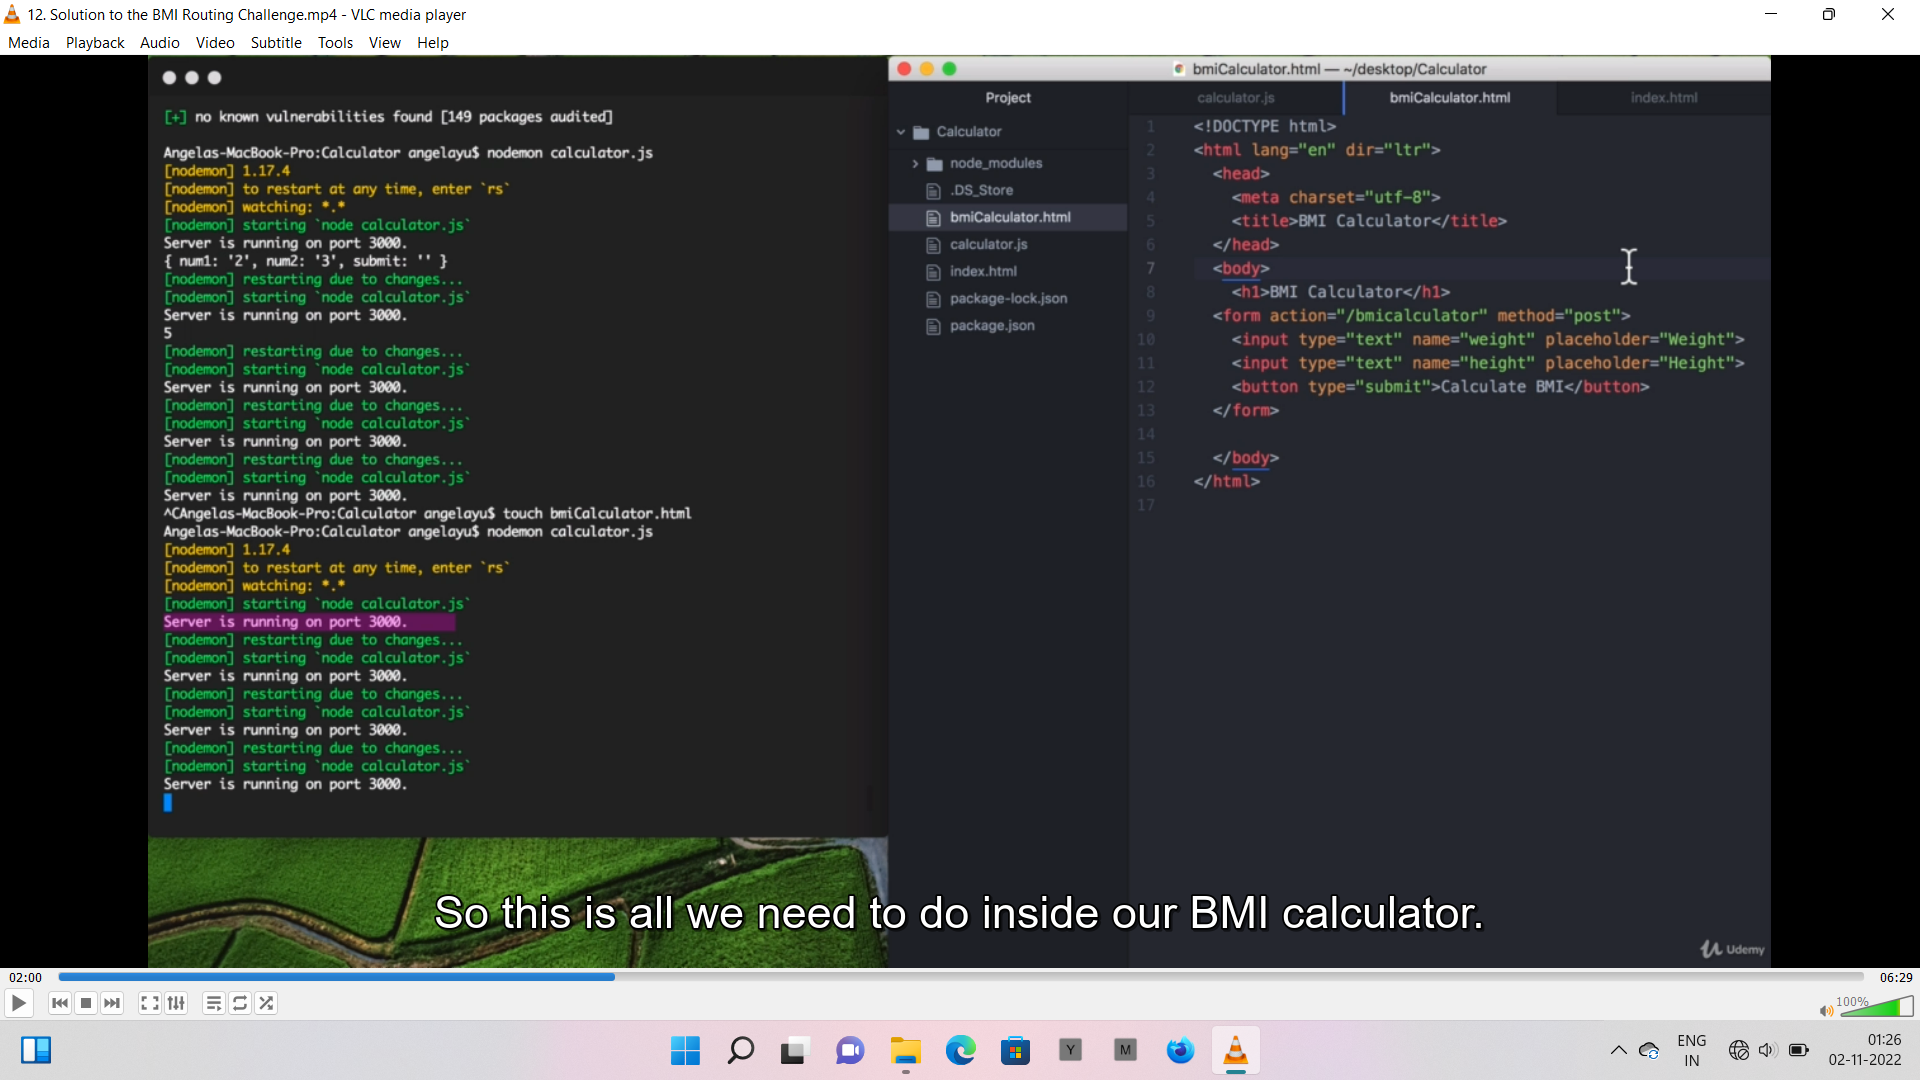 12. Solution to the BMI Routing Challenge.mp4 - VLC media player
Media Playback Audio Video Subtitle Tools View Help
[+] no known vulnerabilities found [149 packages audited]
Angelas-MacBook-Pro:Calculator angelayu$ nodemon calculator.js
[nodemon] 1.17.4
[nodemon] to restart at any time, enter `rs`
[nodemon] watching: *.*
[nodemon] starting `node calculator.js`
Server is running on port 3000.
{ num1: '2', num2: '3', submit: '' }
[nodemon] restarting due to changes...
[nodemon] starting `node calculator.js`
Server is running on port 3000.
5
[nodemon] restarting due to changes...
[nodemon] starting `node calculator.js`
Server is running on port 3000.
[nodemon] restarting due to changes...
[nodemon] starting `node calculator.js`
Server is running on port 3000.
[nodemon] restarting due to changes...
[nodemon] starting `node calculator.js`
Server is running on port 3000.
^CAngelas-MacBook-Pro:Calculator angelayu$ touch bmiCalculator.html
Angelas-MacBook-Pro:Calculator angelayu$ nodemon calculator.js
[nodemon] 1.17.4
[nodemon] to restart at any time, enter `rs`
[nodemon] watching: *.*
[nodemon] starting `node calculator.js`
Server is running on port 3000.
[nodemon] restarting due to changes...
[nodemon] starting `node calculator.js`
Server is running on port 3000.
[nodemon] restarting due to changes...
[nodemon] starting `node calculator.js`
Server is running on port 3000.
[nodemon] restarting due to changes...
[nodemon] starting `node calculator.js`
Server is running on port 3000.
bmiCalculator.html — ~/desktop/Calculator
Project
Calculator
node_modules
.DS_Store
bmiCalculator.html
calculator.js
index.html
package-lock.json
package.json
calculator.js bmiCalculator.html index.html
1 <!DOCTYPE html>
2 <html lang="en" dir="ltr">
3 <head>
4 <meta charset="utf-8">
5 <title>BMI Calculator</title>
6 </head>
7 <body>
8 <h1>BMI Calculator</h1>
9 <form action="/bmicalculator" method="post">
10 <input type="text" name="weight" placeholder="Weight">
11 <input type="text" name="height" placeholder="Height">
12 <button type="submit">Calculate BMI</button>
13 </form>
14
15 </body>
16 </html>
17
So this is all we need to do inside our BMI calculator.
Udemy
02:00 06:29
100%
Y M
ENG
IN
01:26
02-11-2022